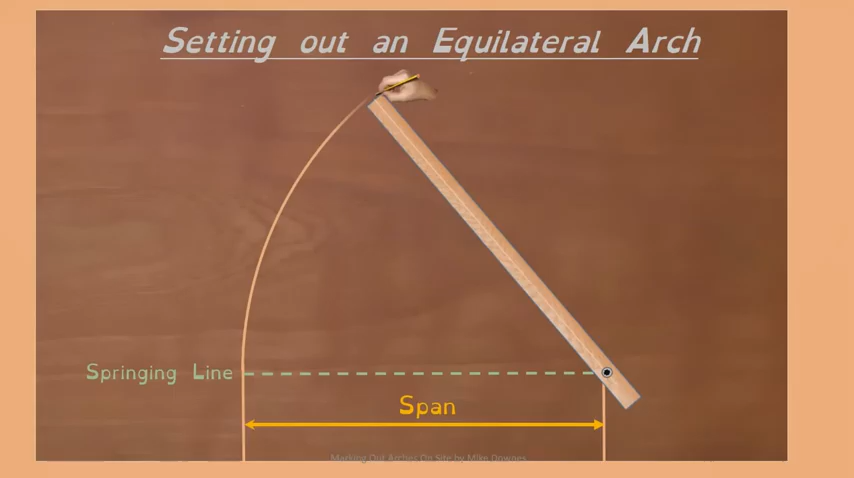 Setting out an Equilateral Arch
Springing Line
Span
Marking Out Arches On Site by Mike Downes